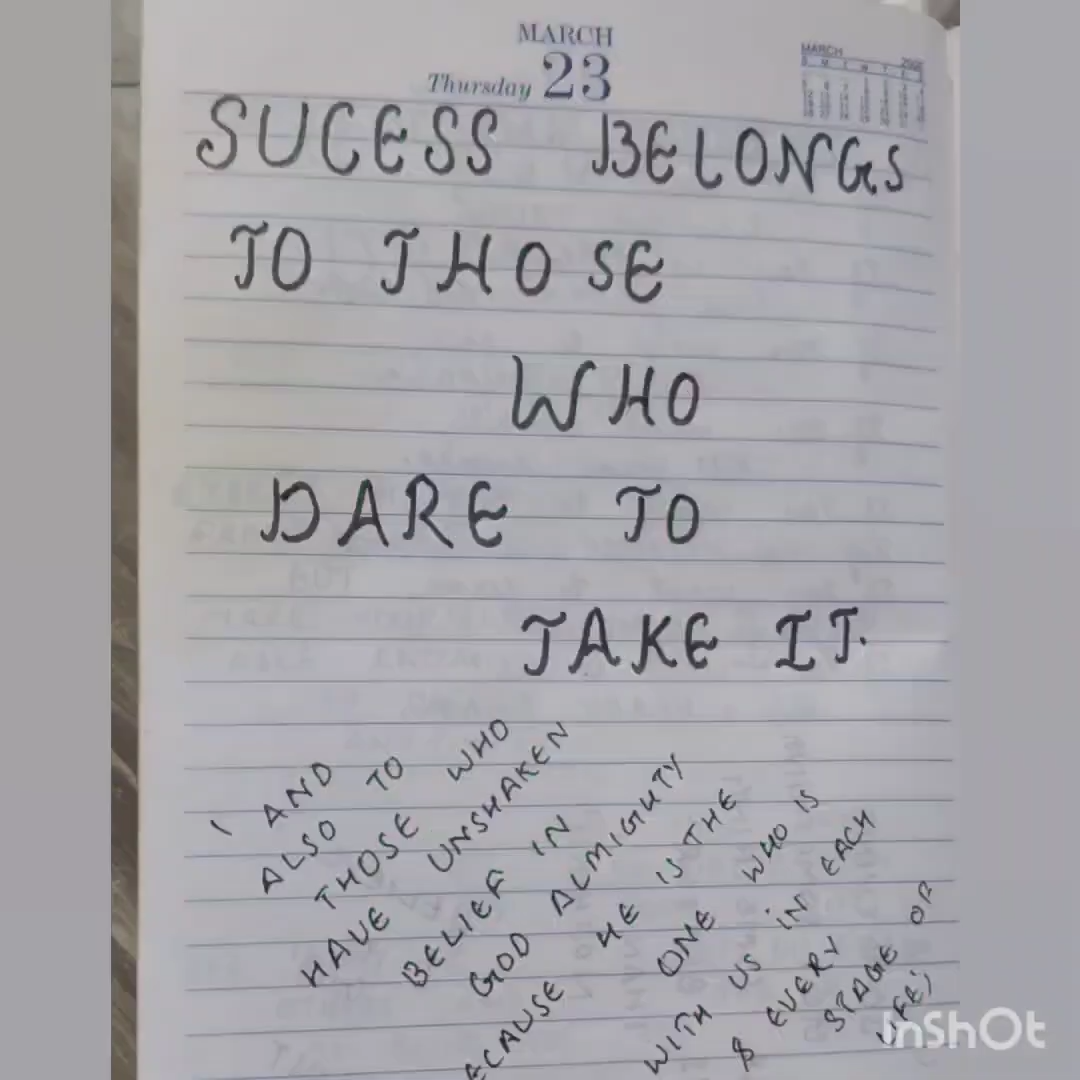 MARCH
Thursday 23
MARCH
SUCESS BELONGS
TO THOSE
WHO
DARE TO
TAKE IT.
AND
ALSO TO WHO
THOSE
HAVE UNSHAKEN
BELIEF IN
GOD ALMIGHTY
ECAUSE HE IS THE
ONE WHO IS
WITH US IN EACH
& EVERY
STAGE OF
LIFE;
InShOt